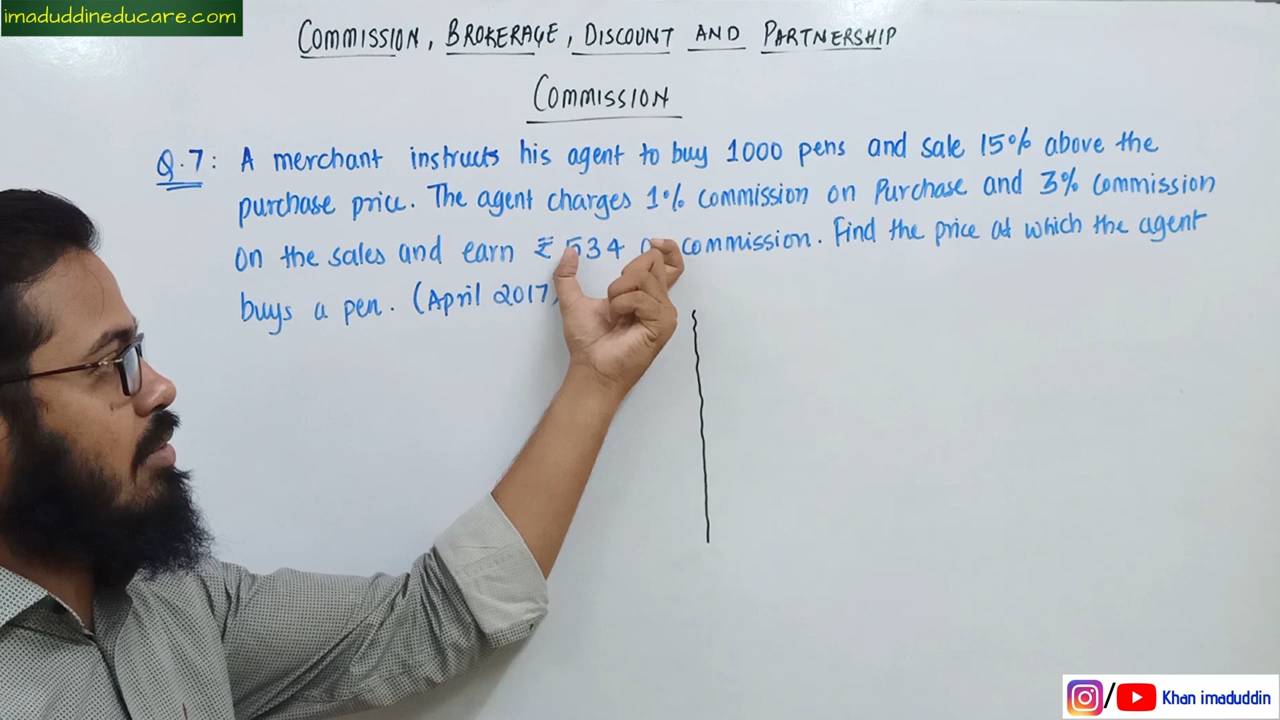 imaduddineducare.com
COMMISSION, BROKERAGE, DISCOUNT AND PARTNERSHIP
COMMISSION
Q.7: A merchant instructs his agent to buy 1000 pens and sale 15% above the
purchase price. The agent charges 1% commission on Purchase and 3% commission
on the sales and earn ₹ 534 commission. Find the price at which the agent
buys a pen. (April 2017
Khan imaduddin